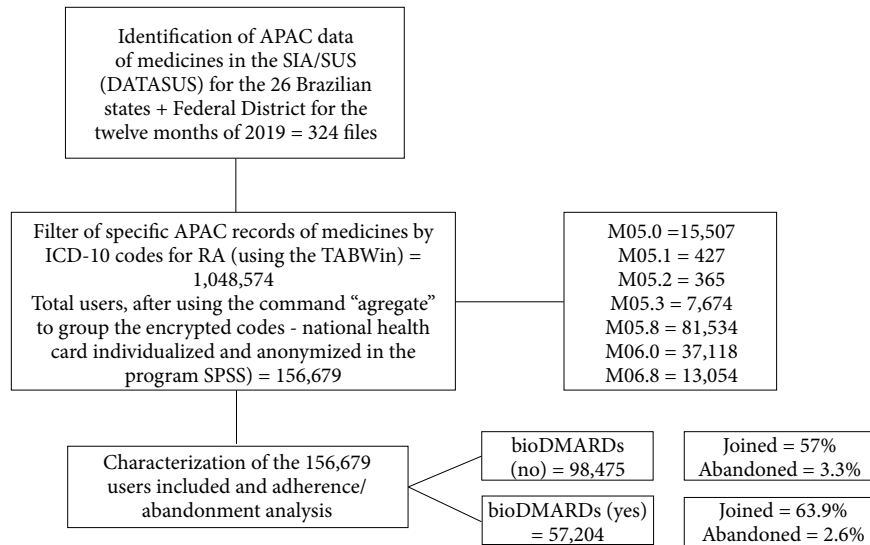 Identification of APAC data
of medicines in the SIA/SUS
(DATASUS) for the 26 Brazilian
states + Federal District for the
twelve months of 2019 = 324 files
Filter of specific APAC records of medicines by
ICD-10 codes for RA (using the TABWin) =
1,048,574
Total users, after using the command “agregate”
to group the encrypted codes - national health
card individualized and anonymized in the
program SPSS) = 156,679
M05.0 =15,507
M05.1 = 427
M05.2 = 365
M05.3 = 7,674
M05.8 = 81,534
M06.0 = 37,118
M06.8 = 13,054
Characterization of the 156,679
users included and adherence/
abandonment analysis
bioDMARDs
(no) = 98,475
Joined = 57%
Abandoned = 3.3%
bioDMARDs (yes)
= 57,204
Joined = 63.9%
Abandoned = 2.6%